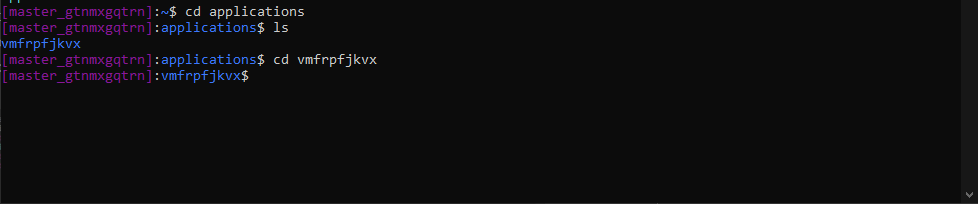 [master_gtnmxgqtrn]:~$ cd applications
[master_gtnmxgqtrn]:applications$ ls
vmfrpfjkvx
[master_gtnmxgqtrn]:applications$ cd vmfrpfjkvx
[master_gtnmxgqtrn]:vmfrpfjkvx$